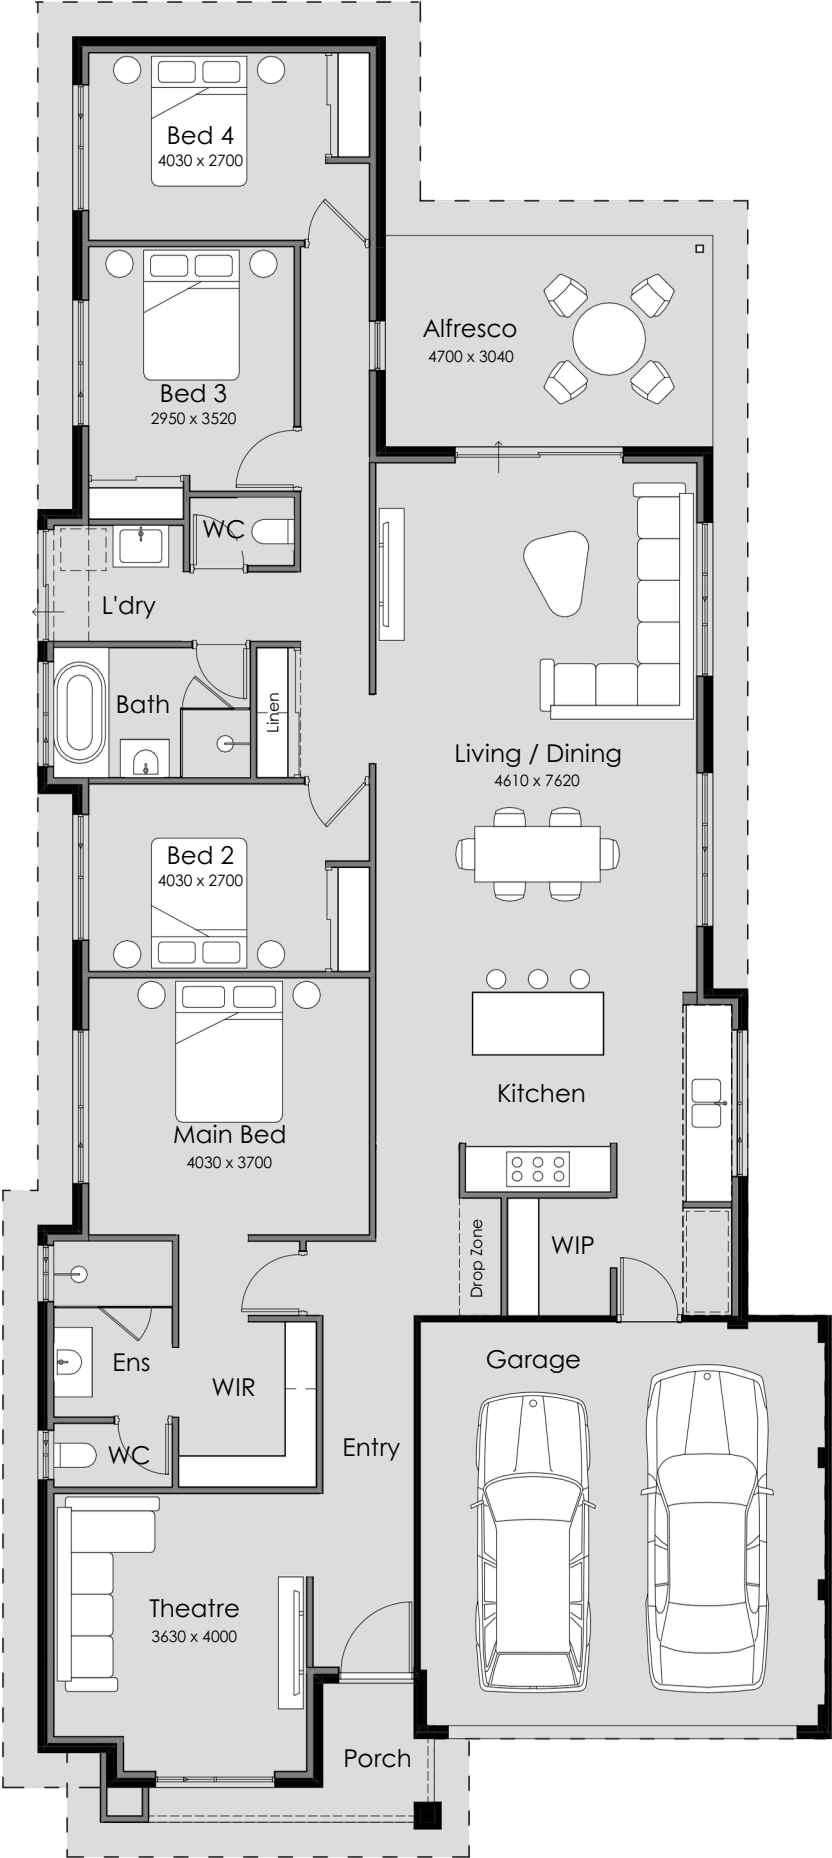 Bed 4
4030 x 2700
Bed 3
2950 x 3520
Alfresco
4700 x 3040
WC
L'dry
Bath
Linen
Living / Dining
4610 x 7620
Bed 2
4030 x 2700
Kitchen
Main Bed
4030 x 3700
Drop Zone
WIP
Ens
WIR
Garage
WC
Entry
Theatre
3630 x 4000
Porch